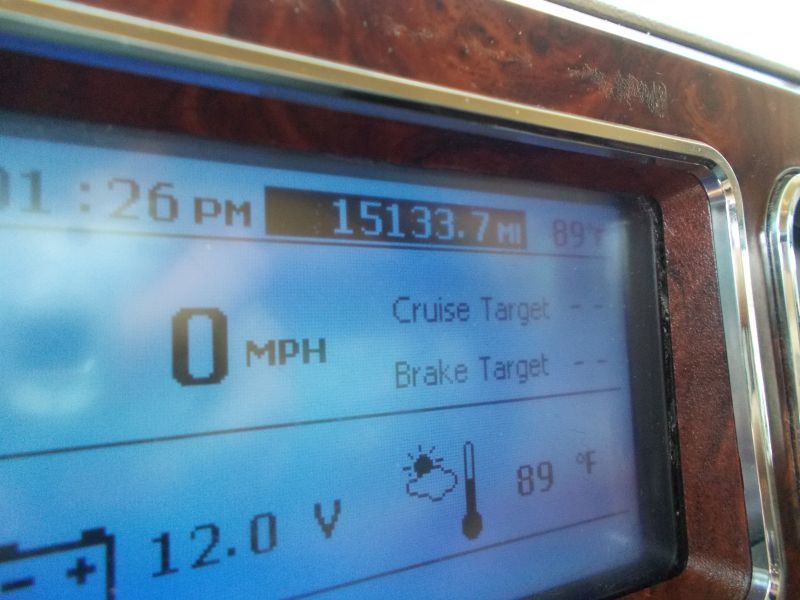 01:26 PM 15133.7 MI 89°F
0 MPH
Cruise Target --
Brake Target --
12.0 V
89 °F